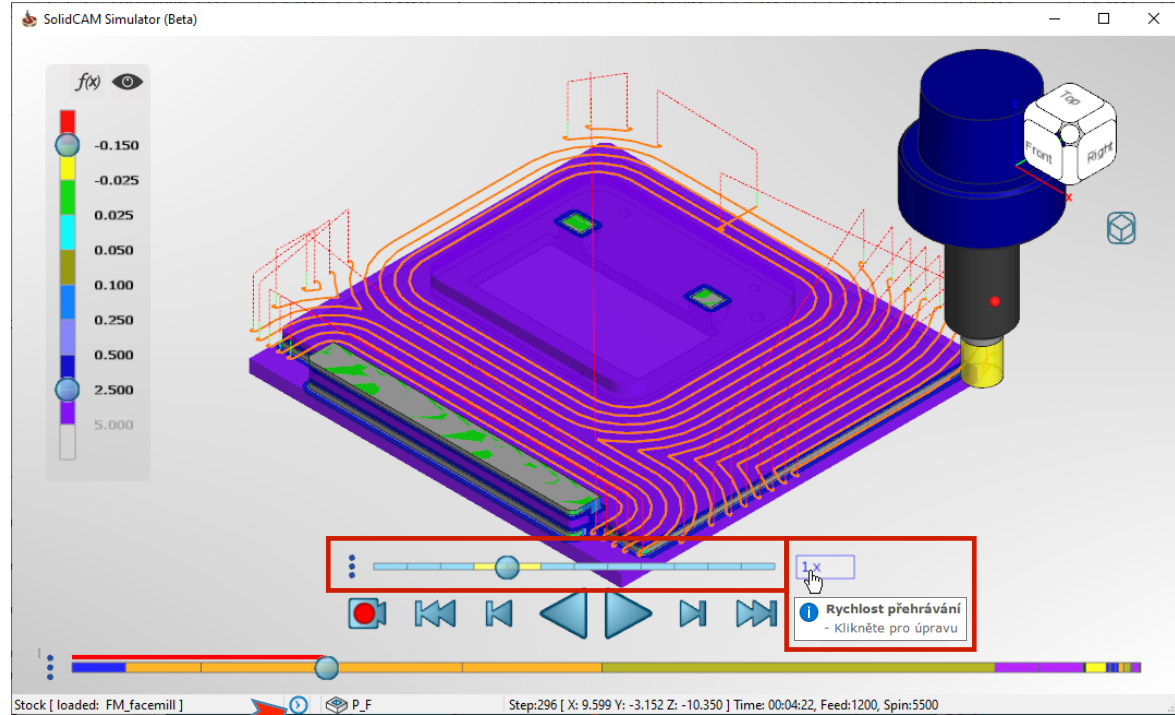 SolidCAM Simulator (Beta)
f(x)
-0.150
-0.025
0.025
0.050
0.100
0.250
0.500
2.500
5.000
Top
Front
Right
x
1 x
Rychlost přehrávání
- Klikněte pro úpravu
Stock [ loaded: FM_facemill ]
P_F
Step:296 [ X: 9.599 Y: -3.152 Z: -10.350 ] Time: 00:04:22, Feed:1200, Spin:5500